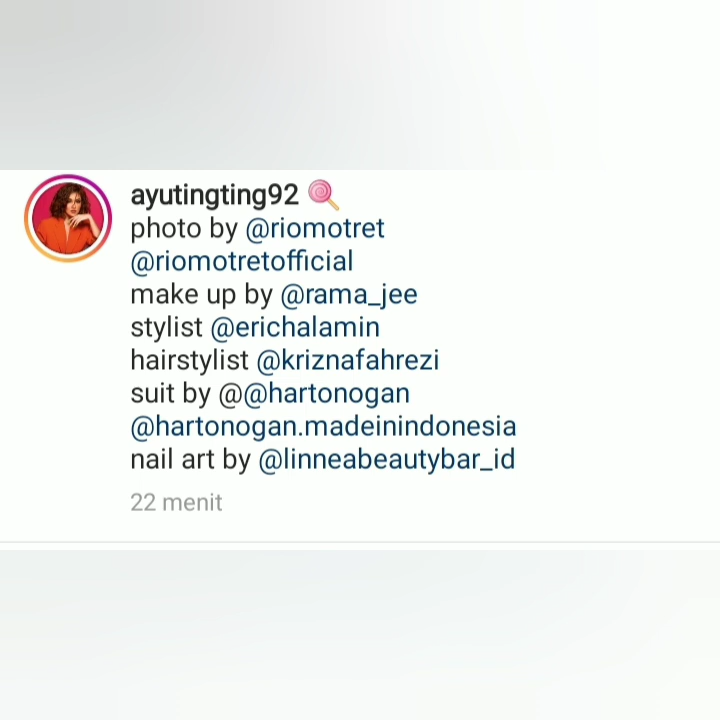 ayutingting92 🍭
photo by @riomotret
@riomotretofficial
make up by @rama_jee
stylist @erichalamin
hairstylist @kriznafahrezi
suit by @@hartonogan
@hartonogan.madeinindonesia
nail art by @linneabeautybar_id
22 menit